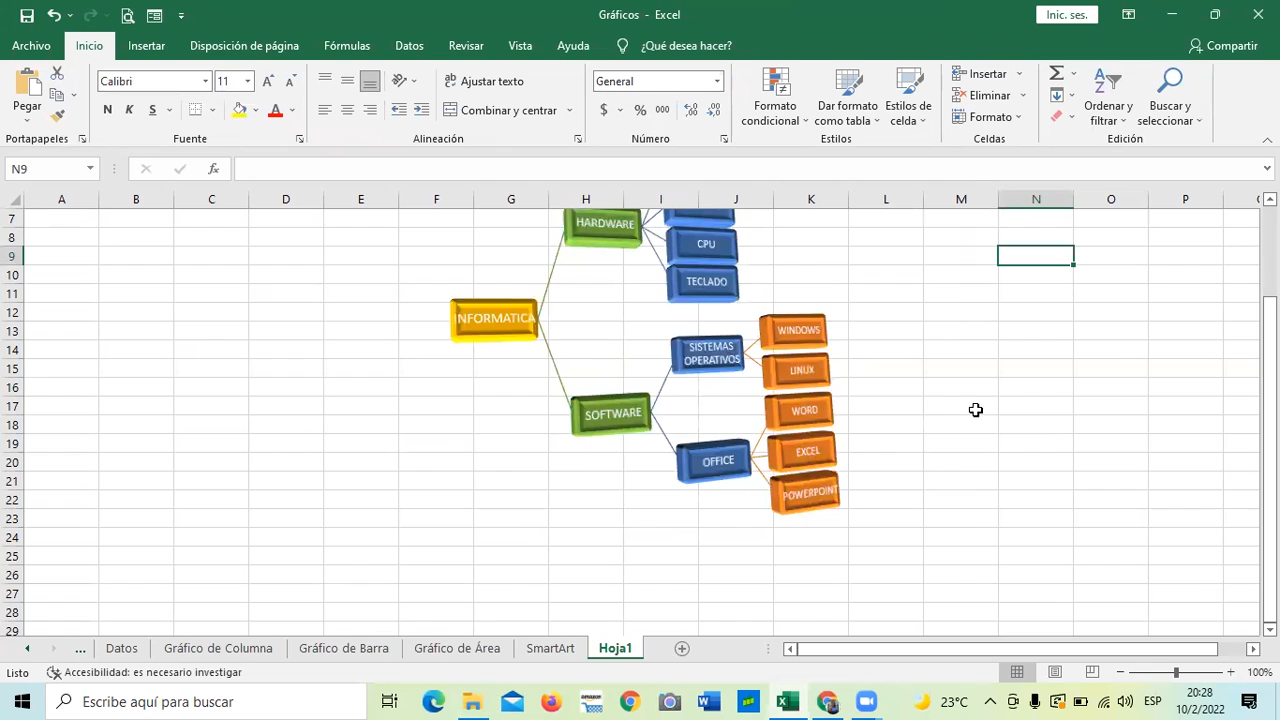 Gráficos - Excel
Inic. ses.
Archivo Inicio Insertar Disposición de página Fórmulas Datos Revisar Vista Ayuda ¿Qué desea hacer? Compartir
Pegar
Calibri 11
N K S
Ajustar texto
Combinar y centrar
General
$ % 000
Formato condicional
Dar formato como tabla
Estilos de celda
Insertar
Eliminar
Formato
Ordenar y filtrar
Buscar y seleccionar
Portapapeles Fuente Alineación Número Estilos Celdas Edición
N9 fx
A B C D E F G H I J K L M N O P
7
8
9
10
11
12
13
14
15
16
17
18
19
20
21
22
23
24
25
26
27
28
29
HARDWARE
CPU
TECLADO
INFORMATICA
WINDOWS
SISTEMAS
OPERATIVOS
LINUX
WORD
SOFTWARE
EXCEL
OFFICE
POWERPOINT
... Datos Gráfico de Columna Gráfico de Barra Gráfico de Área SmartArt Hoja1
Listo Accesibilidad: es necesario investigar 100%
Escribe aquí para buscar
amazon
23°C
ESP
20:28
10/2/2022